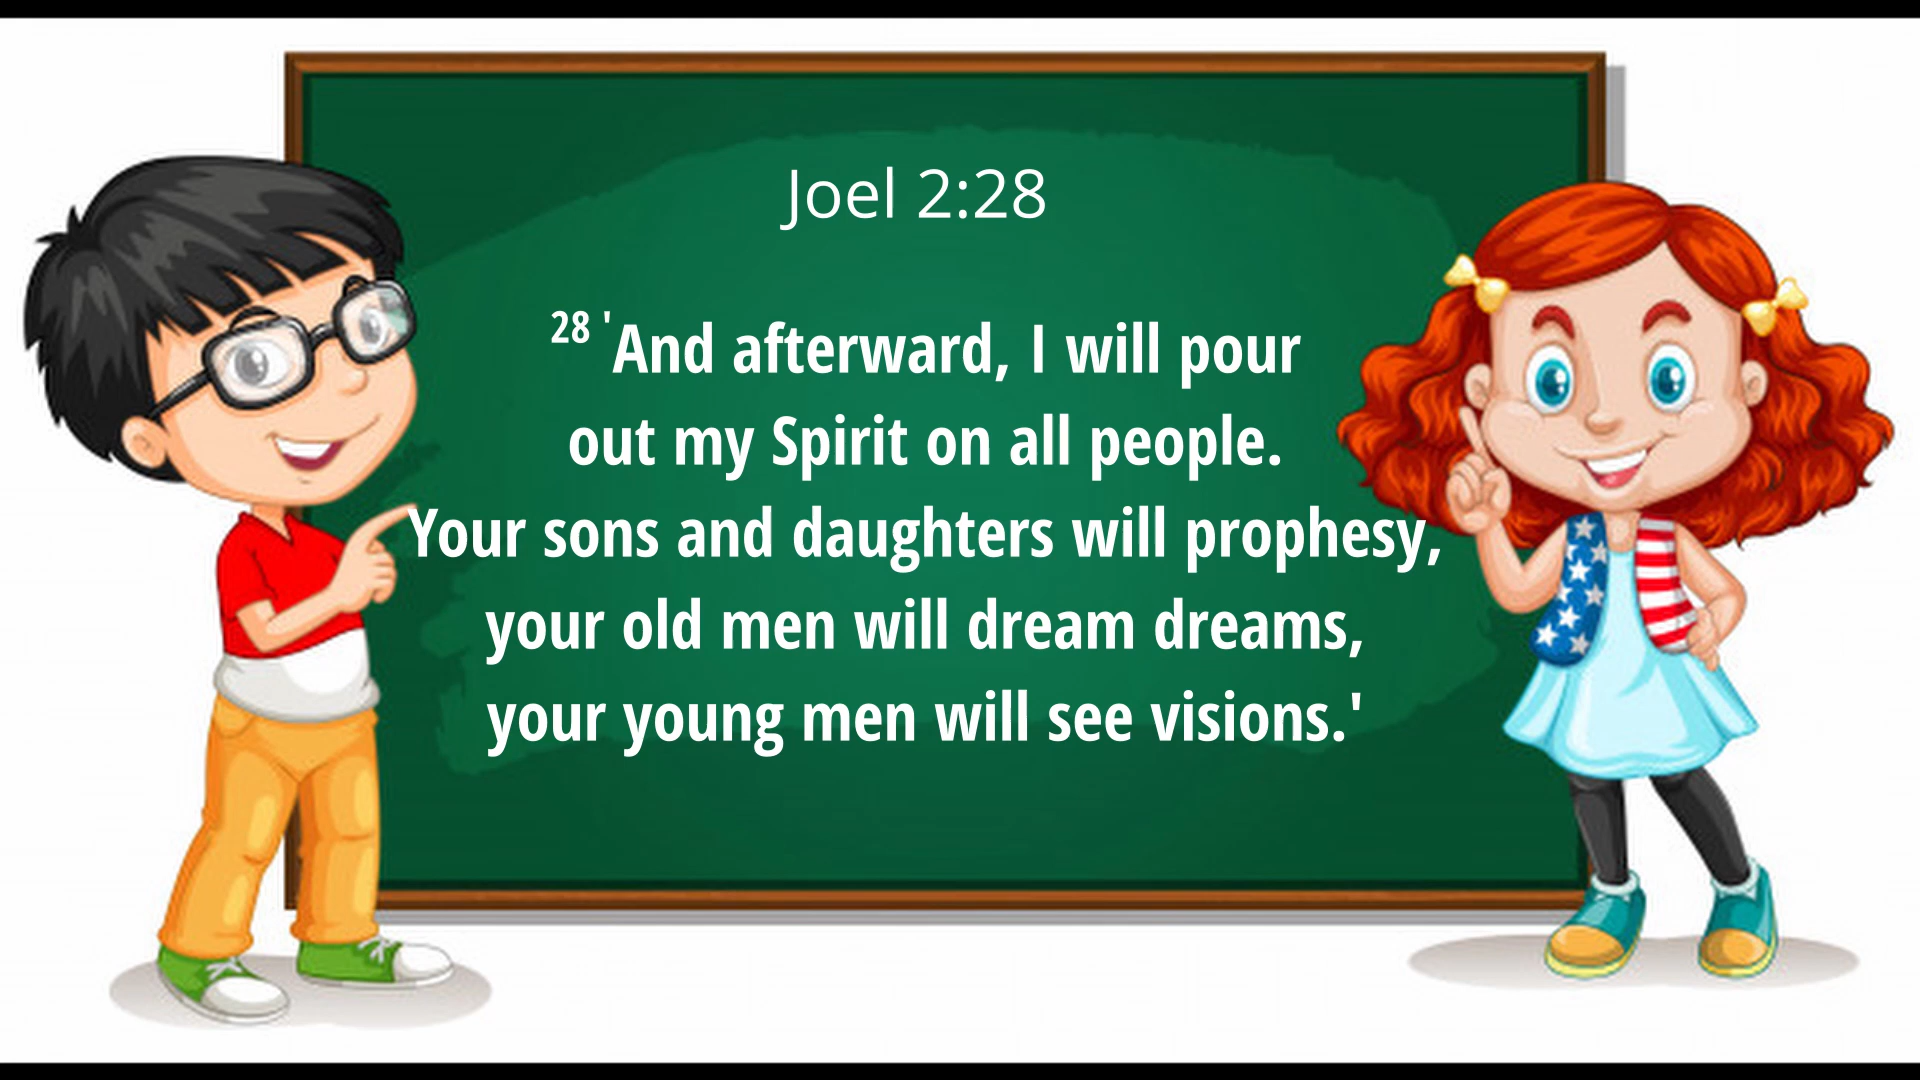 Joel 2:28
28 'And afterward, I will pour
out my Spirit on all people.
Your sons and daughters will prophesy,
your old men will dream dreams,
your young men will see visions.'